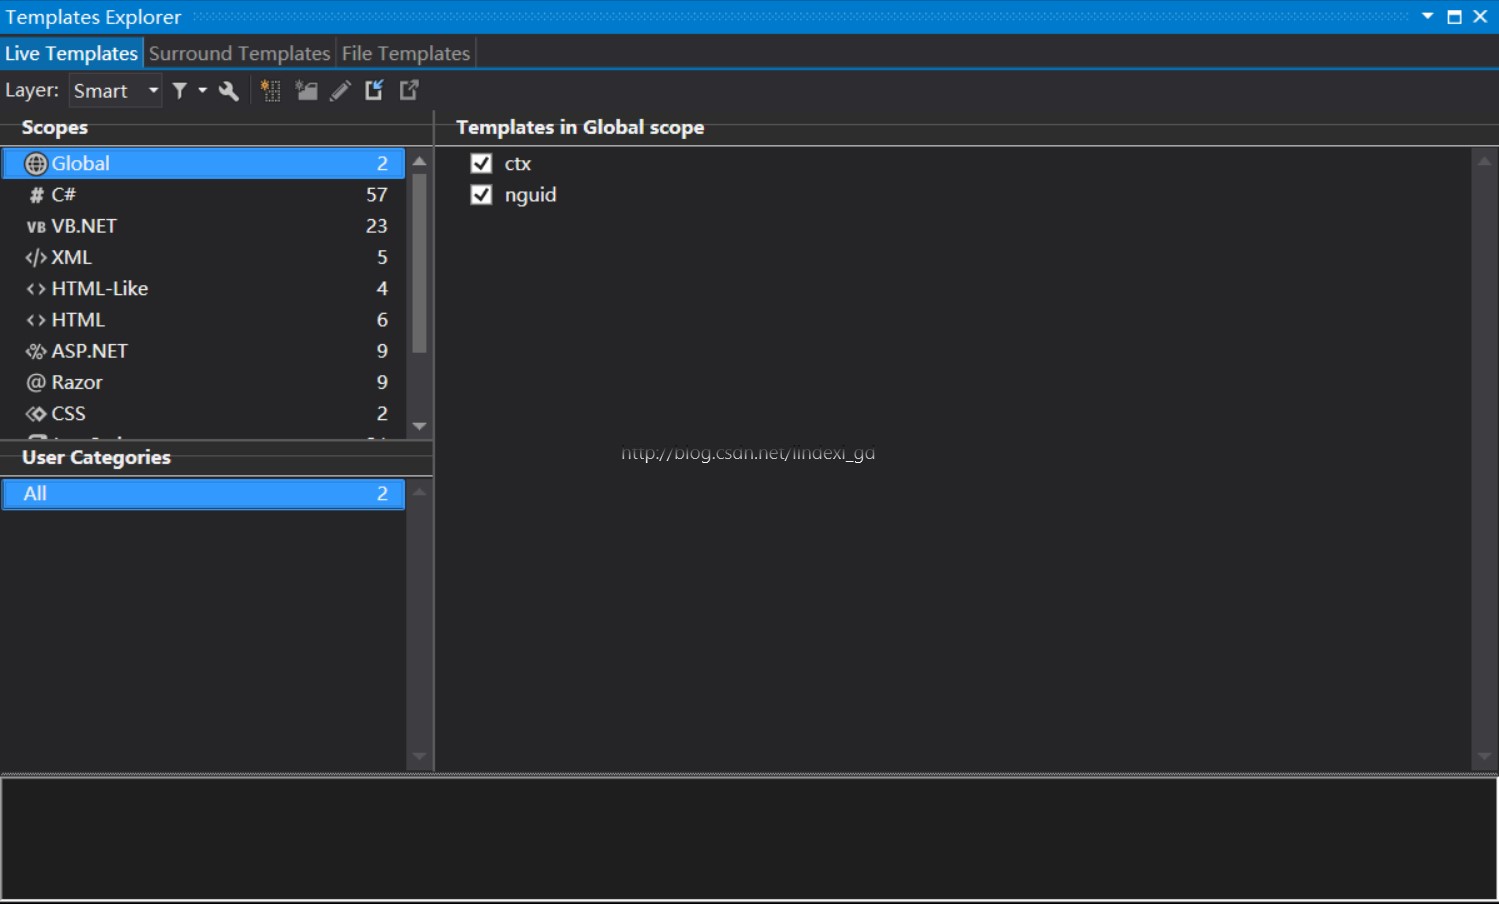 Templates Explorer
Live Templates Surround Templates File Templates
Layer: Smart
Scopes
Global 2
# C# 57
VB VB.NET 23
</> XML 5
<> HTML-Like 4
<> HTML 6
<%> ASP.NET 9
@ Razor 9
CSS 2
User Categories
All 2
Templates in Global scope
ctx
nguid
http://blog.csdn.net/lindexi_gd